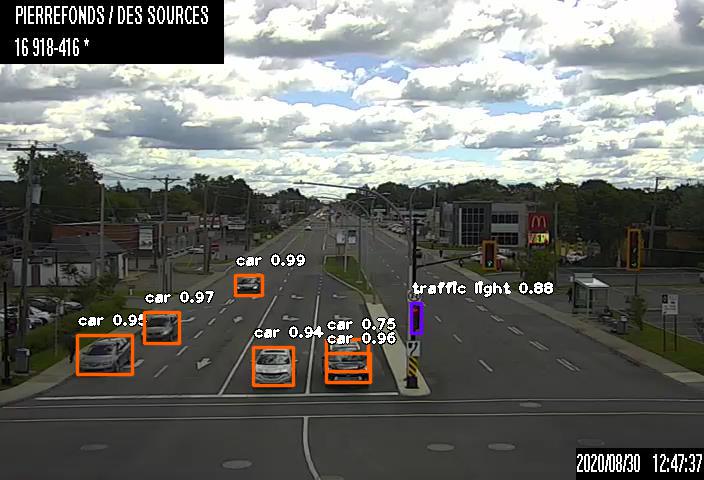 PIERREFONDS / DES SOURCES
16 918-416 *
car 0.99
traffic light 0.88
car 0.97
car 0.95
car 0.94
car 0.75
car 0.96
2020/08/30 12:47:37